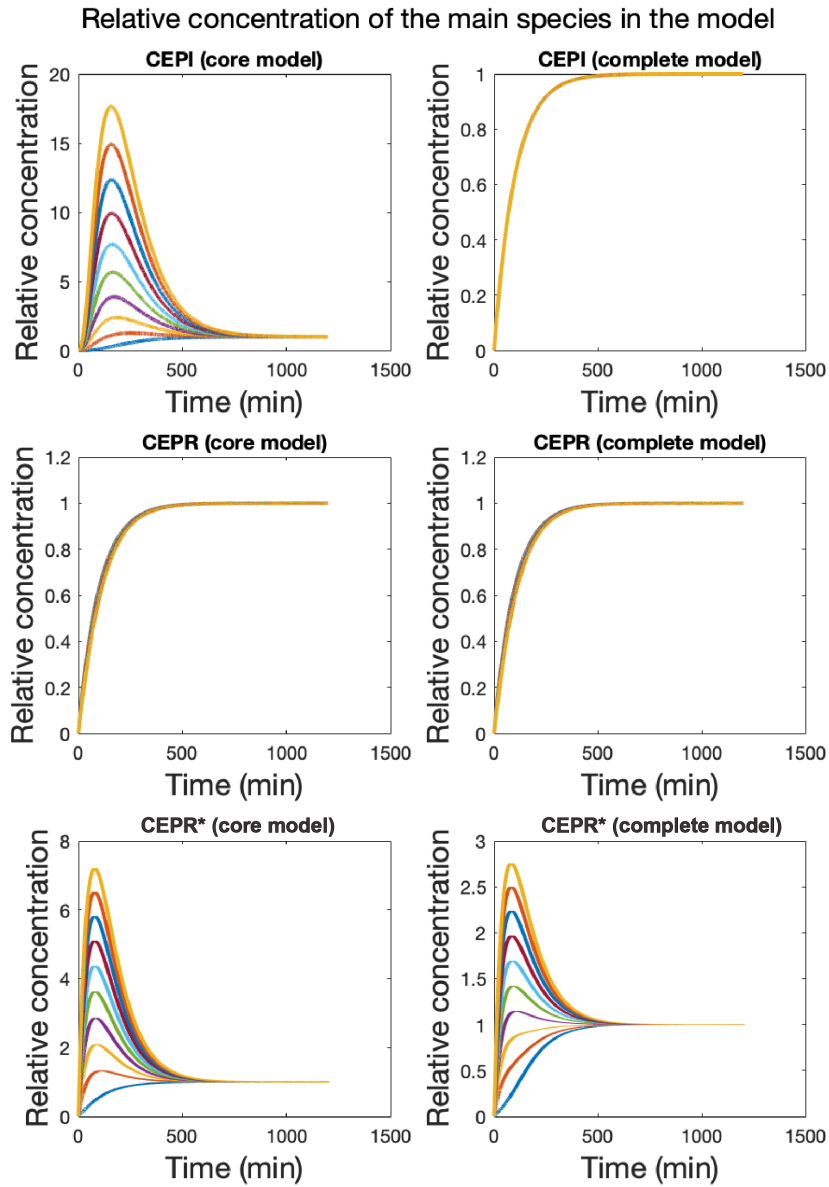 Relative concentration of the main species in the model
CEPI (core model)
Relative concentration
20
15
10
5
0
0 500 1000 1500
Time (min)
CEPI (complete model)
Relative concentration
1
0.8
0.6
0.4
0.2
0
0 500 1000 1500
Time (min)
CEPR (core model)
Relative concentration
1.2
1
0.8
0.6
0.4
0.2
0
0 500 1000 1500
Time (min)
CEPR (complete model)
Relative concentration
1.2
1
0.8
0.6
0.4
0.2
0
0 500 1000 1500
Time (min)
CEPR* (core model)
Relative concentration
8
6
4
2
0
0 500 1000 1500
Time (min)
CEPR* (complete model)
Relative concentration
3
2.5
2
1.5
1
0.5
0
0 500 1000 1500
Time (min)